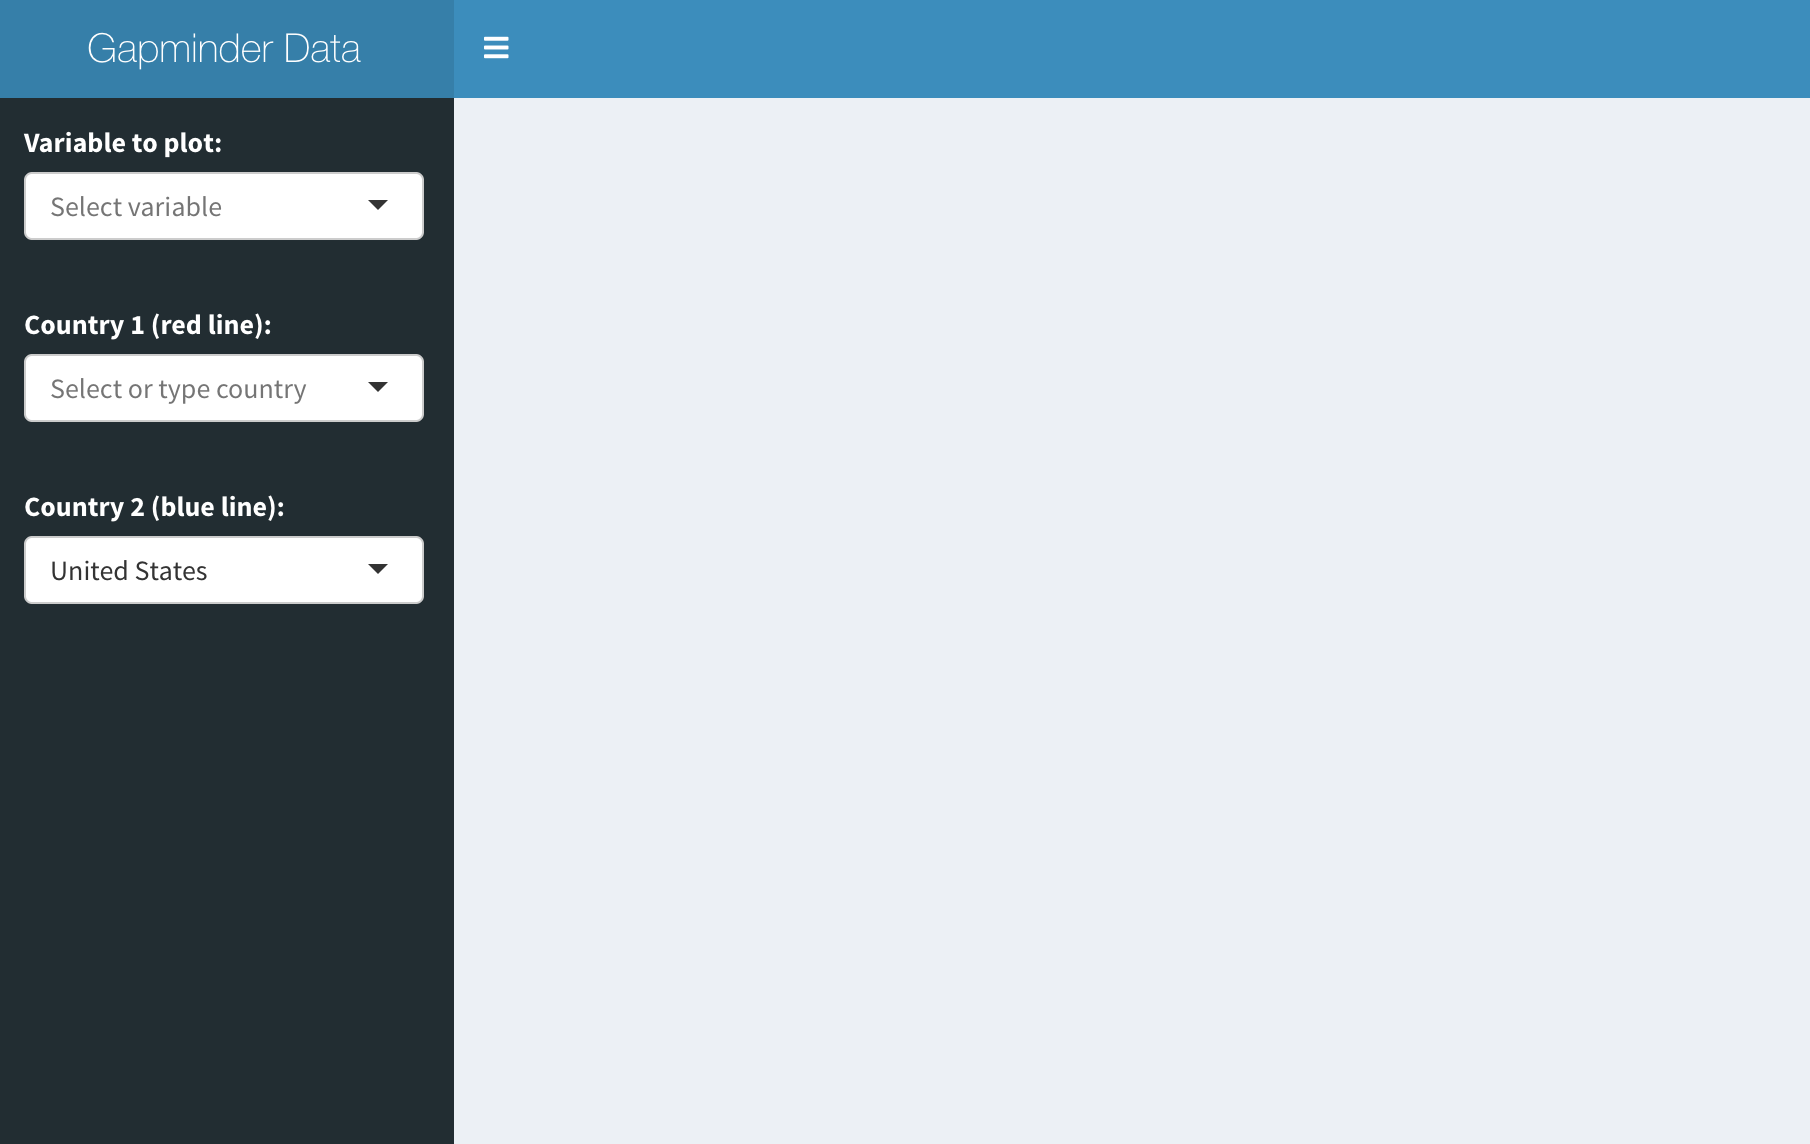 Gapminder Data
Variable to plot:
Select variable
Country 1 (red line):
Select or type country
Country 2 (blue line):
United States